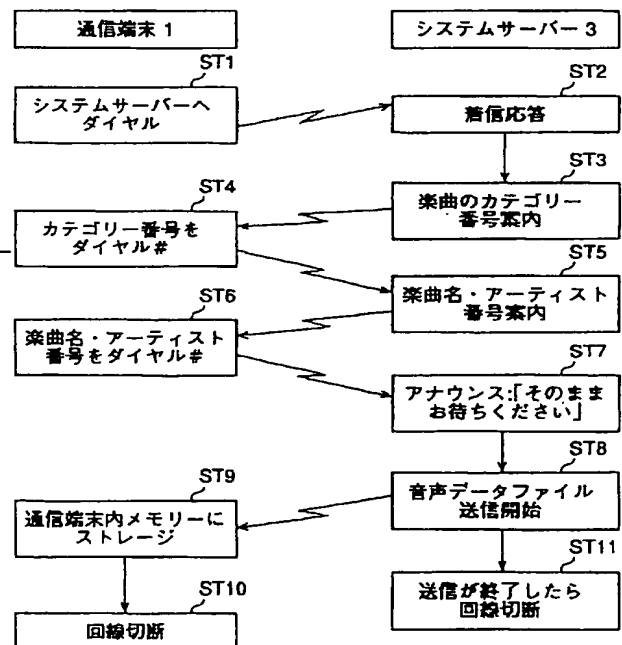 通信端末 1
システムサーバー 3
ST1
システムサーバーへ
ダイヤル
ST2
着信応答
ST3
楽曲のカテゴリー
番号案内
ST4
カテゴリー番号を
ダイヤル#
ST5
楽曲名・アーティスト
番号案内
ST6
楽曲名・アーティスト
番号をダイヤル#
ST7
アナウンス:「そのまま
お待ちください」
ST8
音声データファイル
送信開始
ST9
通信端末内メモリーに
ストレージ
ST10
回線切断
ST11
送信が終了したら
回線切断